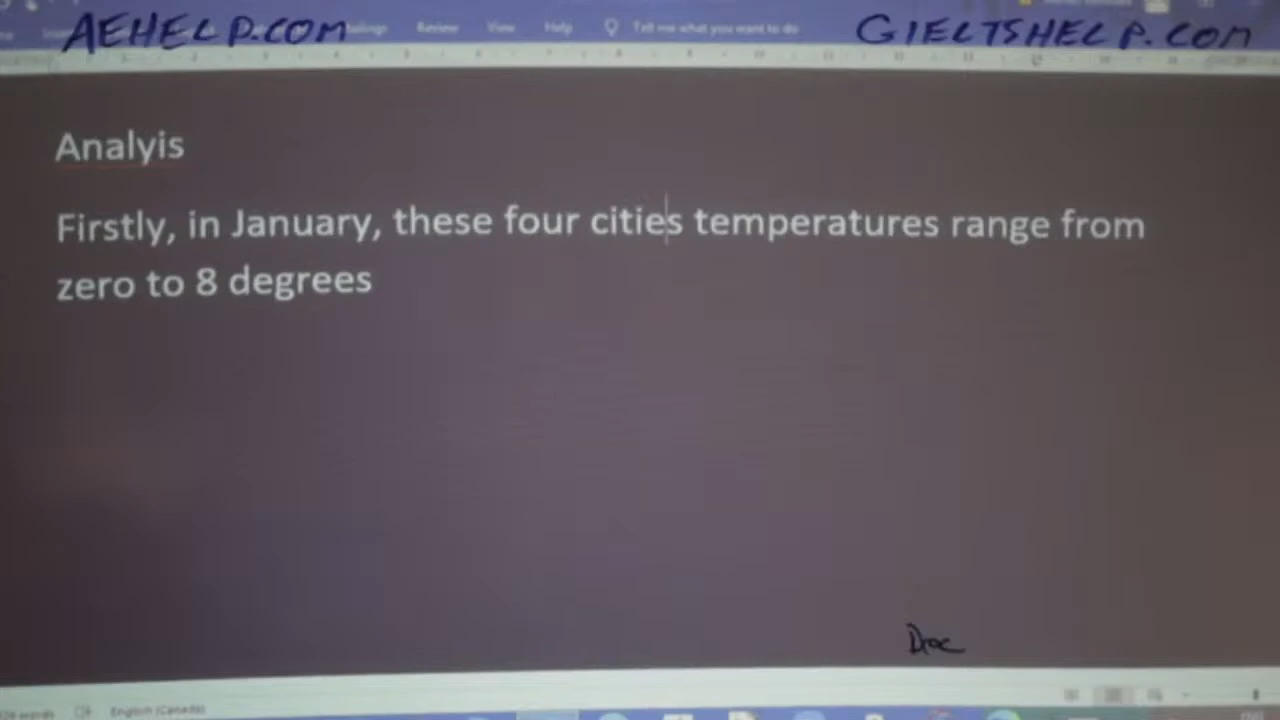 AEHELP.COM
GIELTSHELP.COM
Review
View
Help
Tell me what you want to do
Analyis
Firstly, in January, these four cities temperatures range from
zero to 8 degrees
English (Canada)